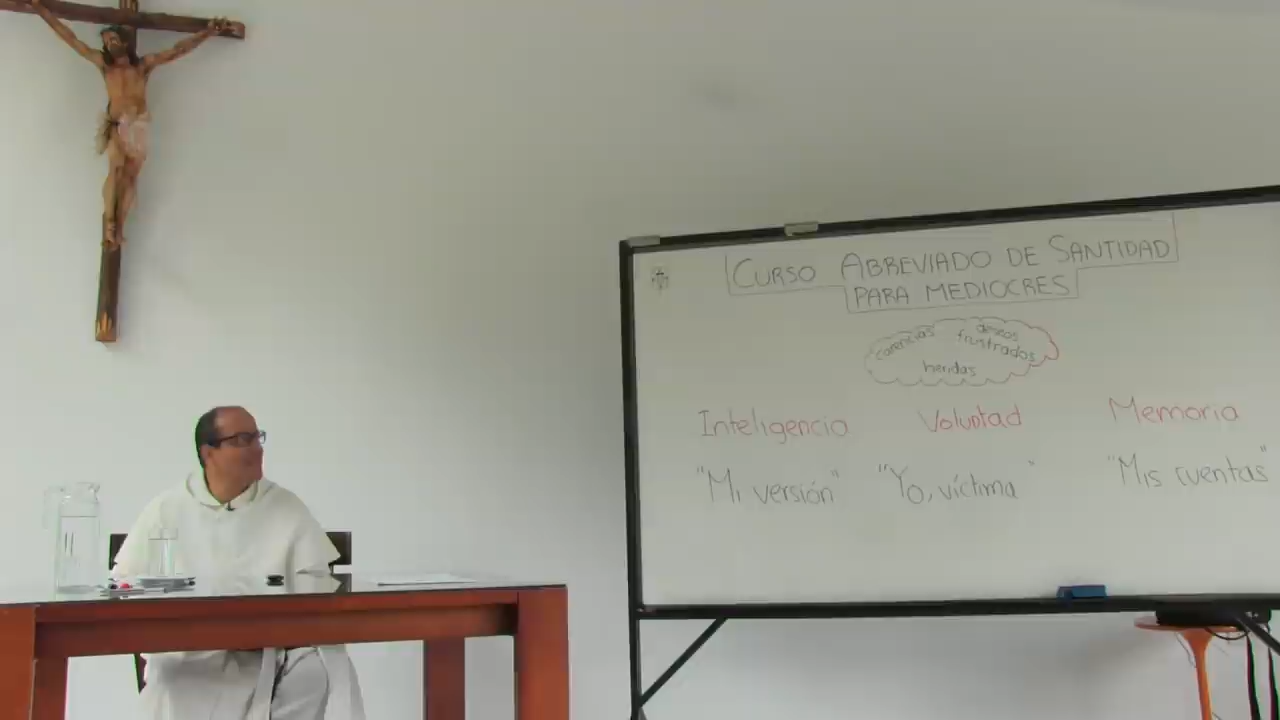 CURSO ABREVIADO DE SANTIDAD
PARA MEDIOCRES
carencias deseos frustrados
heridas
Inteligencia Voluntad Memoria
"Mi versión" "Yo, víctima" "Mis cuentas"